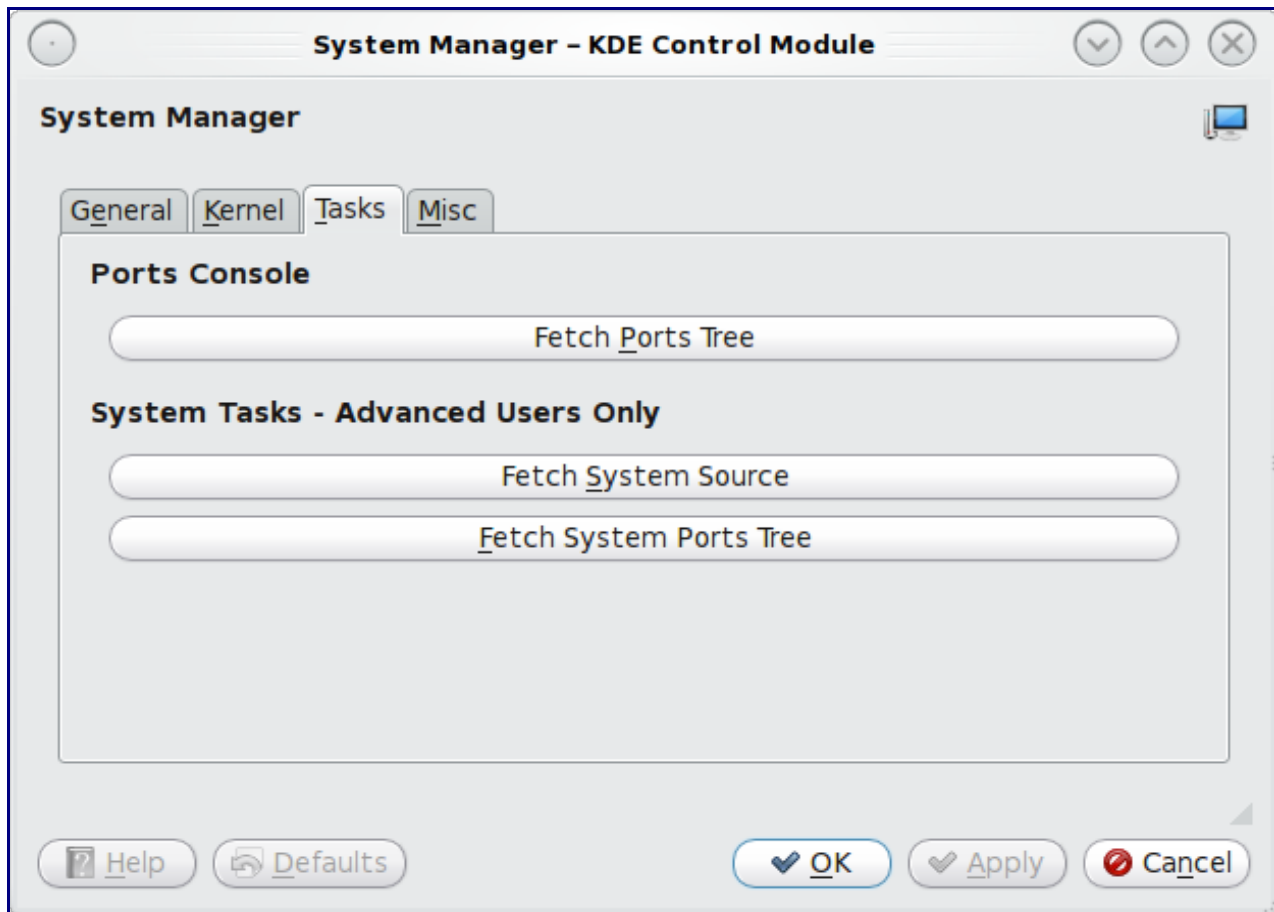 System Manager – KDE Control Module
System Manager
General Kernel Tasks Misc
Ports Console
Fetch Ports Tree
System Tasks - Advanced Users Only
Fetch System Source
Fetch System Ports Tree
Help Defaults OK Apply Cancel